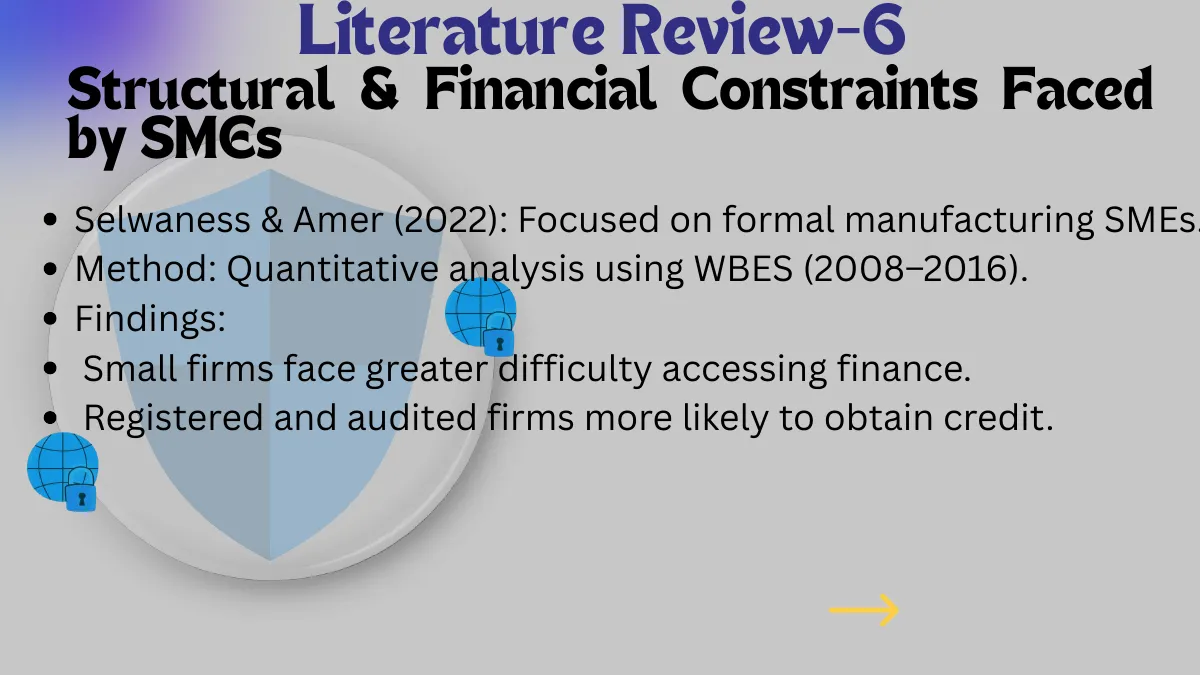 Literature Review-6
Structural & Financial Constraints Faced
by SMEs
• Selwaness & Amer (2022): Focused on formal manufacturing SMEs.
• Method: Quantitative analysis using WBES (2008–2016).
• Findings:
• Small firms face greater difficulty accessing finance.
• Registered and audited firms more likely to obtain credit.